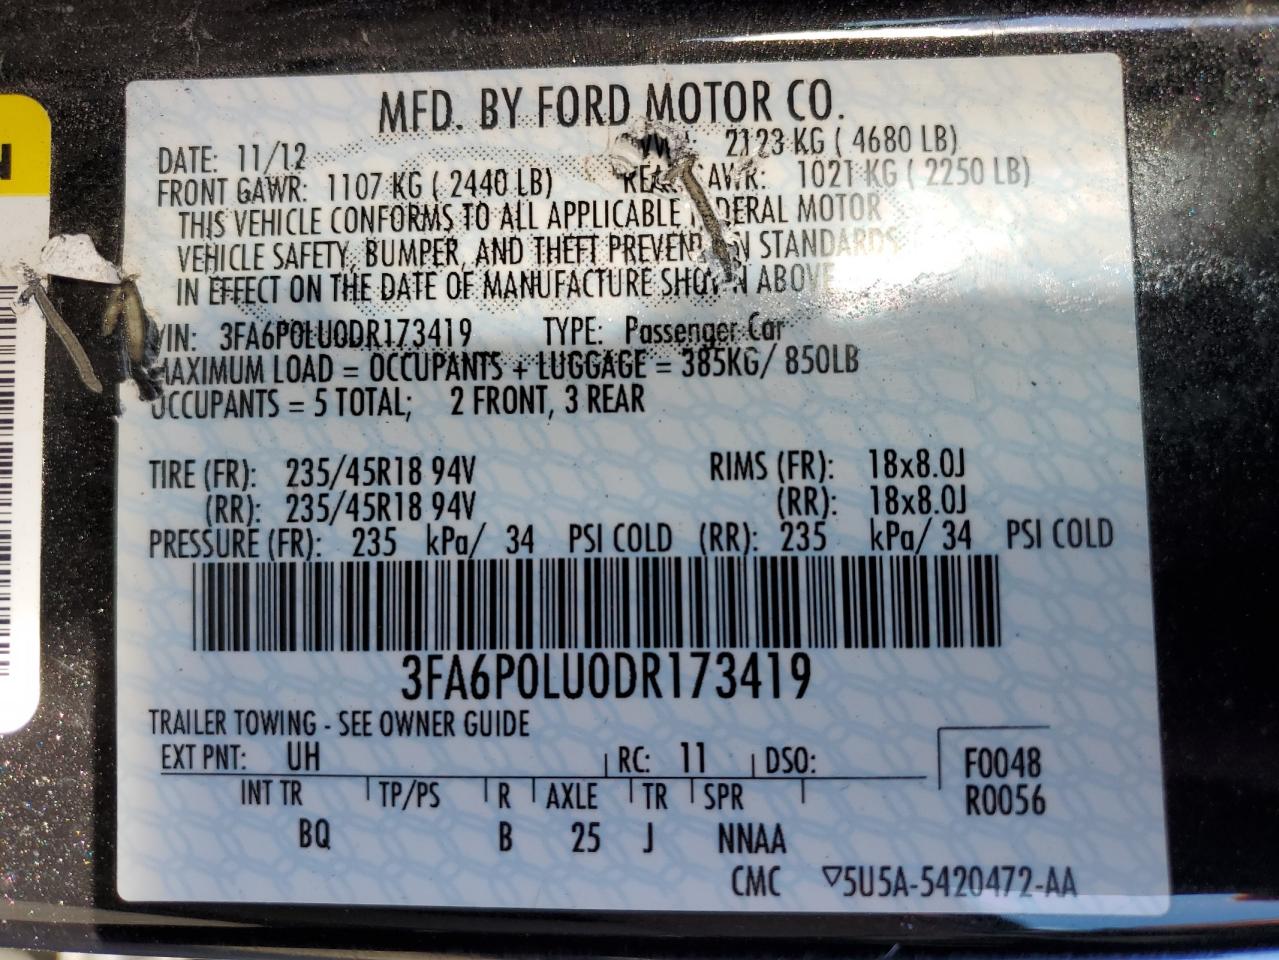 MFD. BY FORD MOTOR CO.
DATE: 11/12 2123 KG ( 4680 LB)
FRONT GAWR: 1107 KG ( 2440 LB) 1021 KG ( 2250 LB)
THIS VEHICLE CONFORMS TO ALL APPLICABLE MOTOR
VEHICLE SAFETY, BUMPER, AND THEFT STANDARDS
IN EFFECT ON THE DATE OF MANUFACTURE ABOVE
VIN: 3FA6P0LU0DR173419 TYPE: Passenger Car
MAXIMUM LOAD = OCCUPANTS + LUGGAGE = 385KG/ 850LB
OCCUPANTS = 5 TOTAL; 2 FRONT, 3 REAR
TIRE (FR): 235/45R18 94V RIMS (FR): 18x8.0J
(RR): 235/45R18 94V (RR): 18x8.0J
PRESSURE (FR): 235 kPa/ 34 PSI COLD (RR): 235 kPa/ 34 PSI COLD
3FA6P0LU0DR173419
TRAILER TOWING - SEE OWNER GUIDE
EXT PNT: UH RC: 11 DSO: F0048
INT TR TP/PS R AXLE TR SPR R0056
BQ B 25 J NNAA
CMC ▽5U5A-5420472-AA